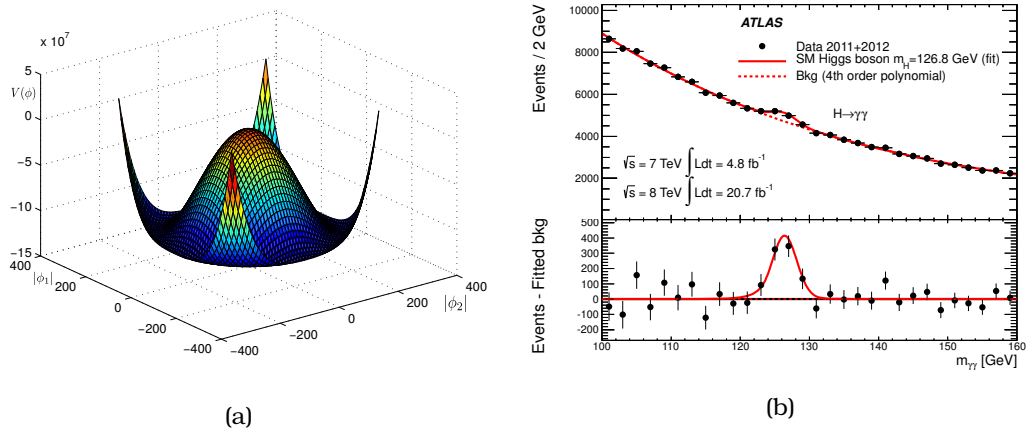 x 10⁷
5
V(ϕ)
0
−5
−10
−15
400
|ϕ₁|
200
0
−200
−400
−400
−200
0
200
|ϕ₂|
400
(a)
Events / 2 GeV
10000
8000
6000
4000
2000
ATLAS
Data 2011+2012
SM Higgs boson m_H=126.8 GeV (fit)
Bkg (4th order polynomial)
H→γγ
√s = 7 TeV ∫ Ldt = 4.8 fb⁻¹
√s = 8 TeV ∫ Ldt = 20.7 fb⁻¹
Events - Fitted bkg
500
400
300
200
100
0
-100
-200
100 110 120 130 140 150 160
m_γγ [GeV]
(b)